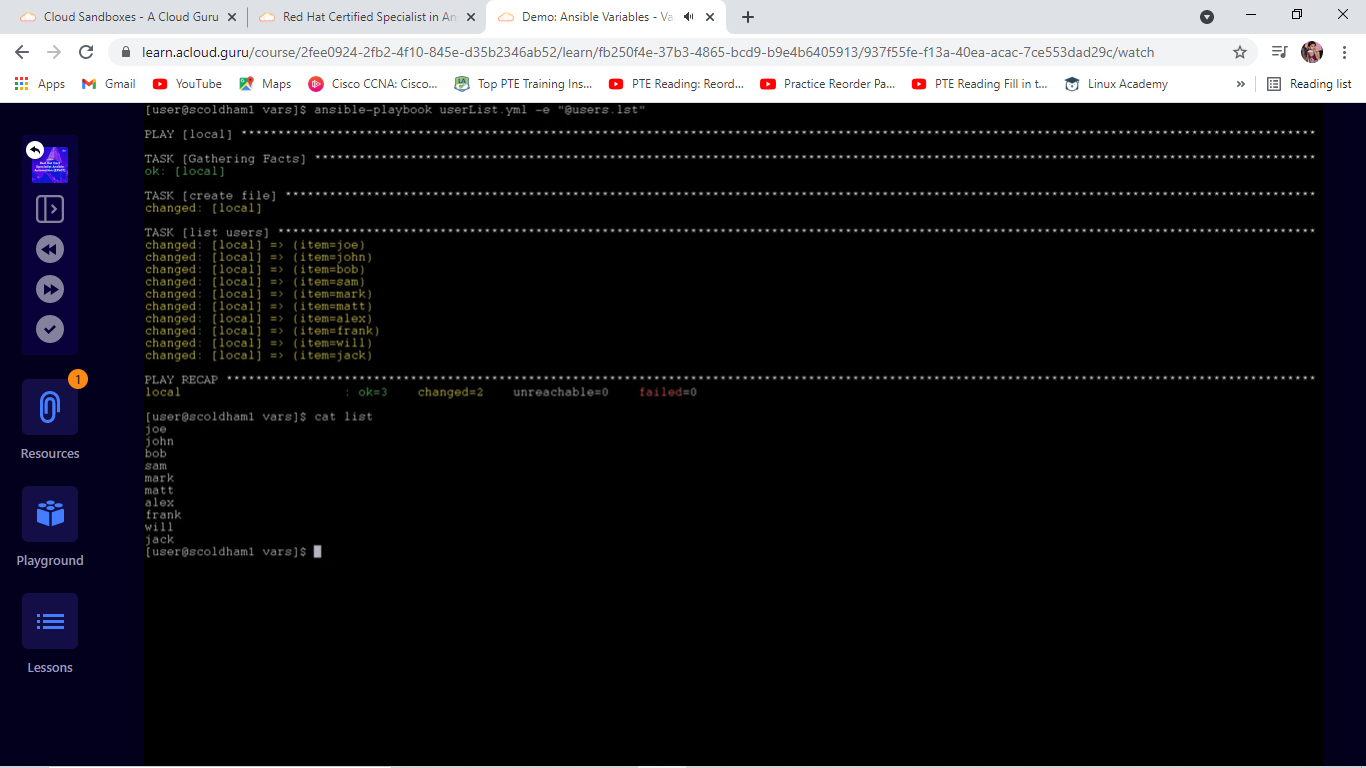 Cloud Sandboxes - A Cloud Guru
Red Hat Certified Specialist in An
Demo: Ansible Variables - Va
learn.acloud.guru/course/2fee0924-2fb2-4f10-845e-d35b2346ab52/learn/fb250f4e-37b3-4865-bcd9-b9e4b6405913/937f55fe-f13a-40ea-acac-7ce553dad29c/watch
Apps
Gmail
YouTube
Maps
Cisco CCNA: Cisco...
Top PTE Training Ins...
PTE Reading: Reord...
Practice Reorder Pa...
PTE Reading Fill in t...
Linux Academy
»
Reading list
1
Resources
Playground
Lessons
[user@scoldham1 vars]$ ansible-playbook userList.yml -e "@users.lst"
PLAY [local] ****************************************************************
TASK [Gathering Facts] ****************************************************************
ok: [local]
TASK [create file] ****************************************************************
changed: [local]
TASK [list users] ****************************************************************
changed: [local] => (item=joe)
changed: [local] => (item=john)
changed: [local] => (item=bob)
changed: [local] => (item=sam)
changed: [local] => (item=mark)
changed: [local] => (item=matt)
changed: [local] => (item=alex)
changed: [local] => (item=frank)
changed: [local] => (item=will)
changed: [local] => (item=jack)
PLAY RECAP ****************************************************************
local : ok=3 changed=2 unreachable=0 failed=0
[user@scoldham1 vars]$ cat list
joe
john
bob
sam
mark
matt
alex
frank
will
jack
[user@scoldham1 vars]$